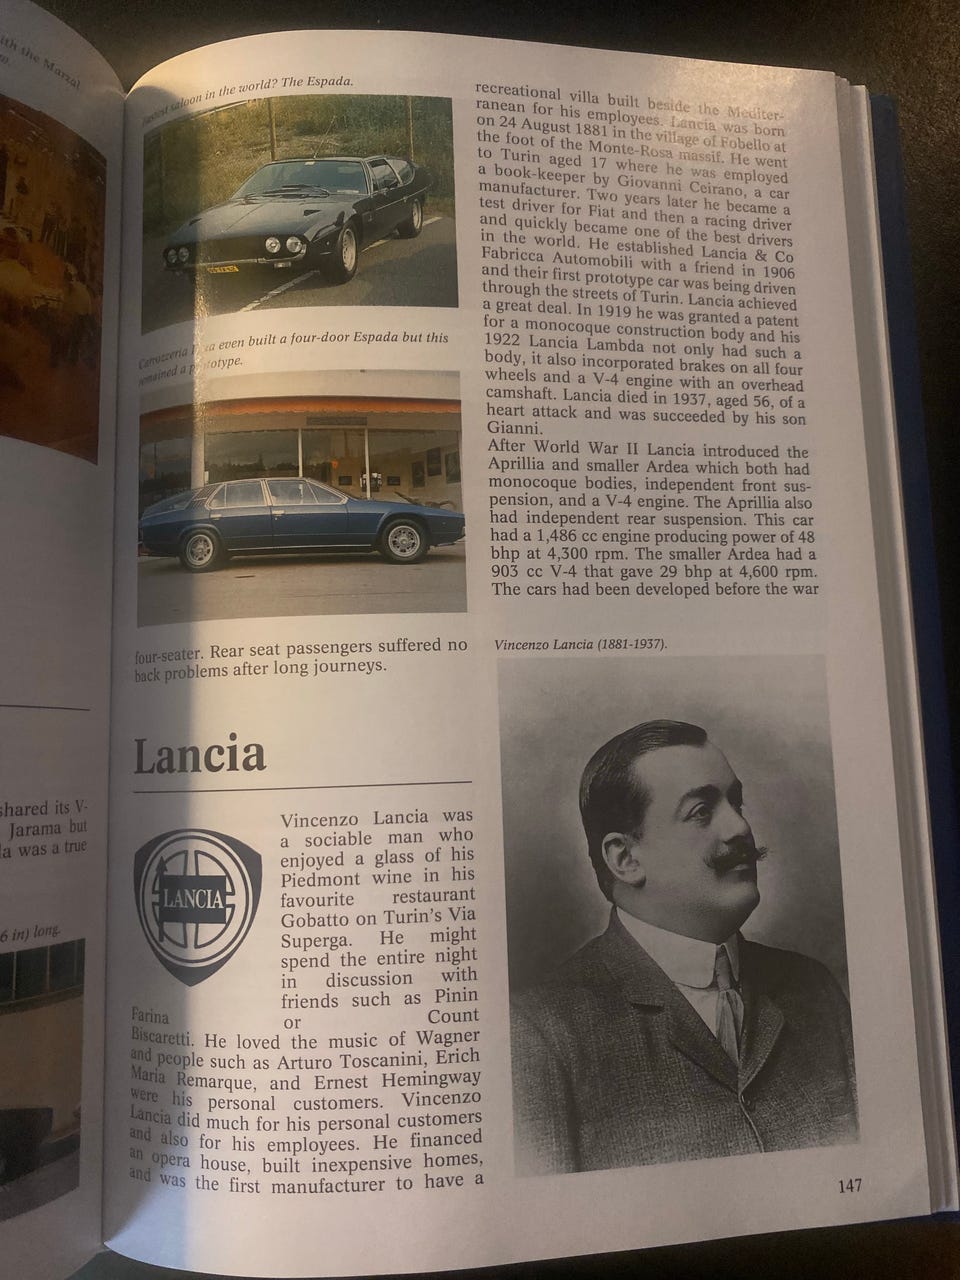 the Marzal
shared its V-
Jarama but
was a true
6 in) long.
Fastest saloon in the world? The Espada.
Carrozzeria even built a four-door Espada but this
remained a prototype.
four-seater. Rear seat passengers suffered no
back problems after long journeys.
Lancia
LANCIA
Vincenzo Lancia was
a sociable man who
enjoyed a glass of his
Piedmont wine in his
favourite restaurant
Gobatto on Turin's Via
Superga. He might
spend the entire night
in discussion with
friends such as Pinin
Farina or Count
Biscaretti. He loved the music of Wagner
and people such as Arturo Toscanini, Erich
Maria Remarque, and Ernest Hemingway
were his personal customers. Vincenzo
Lancia did much for his personal customers
and also for his employees. He financed
an opera house, built inexpensive homes,
and was the first manufacturer to have a
recreational villa built beside the Mediter-
ranean for his employees. Lancia was born
on 24 August 1881 in the village of Fobello at
the foot of the Monte-Rosa massif. He went
to Turin aged 17 where he was employed
a book-keeper by Giovanni Ceirano, a car
manufacturer. Two years later he became a
test driver for Fiat and then a racing driver
and quickly became one of the best drivers
in the world. He established Lancia & Co
Fabricca Automobili with a friend in 1906
and their first prototype car was being driven
through the streets of Turin. Lancia achieved
a great deal. In 1919 he was granted a patent
for a monocoque construction body and his
1922 Lancia Lambda not only had such a
body, it also incorporated brakes on all four
wheels and a V-4 engine with an overhead
camshaft. Lancia died in 1937, aged 56, of a
heart attack and was succeeded by his son
Gianni.
After World War II Lancia introduced the
Aprillia and smaller Ardea which both had
monocoque bodies, independent front sus-
pension, and a V-4 engine. The Aprillia also
had independent rear suspension. This car
had a 1,486 cc engine producing power of 48
bhp at 4,300 rpm. The smaller Ardea had a
903 cc V-4 that gave 29 bhp at 4,600 rpm.
The cars had been developed before the war
Vincenzo Lancia (1881-1937).
147